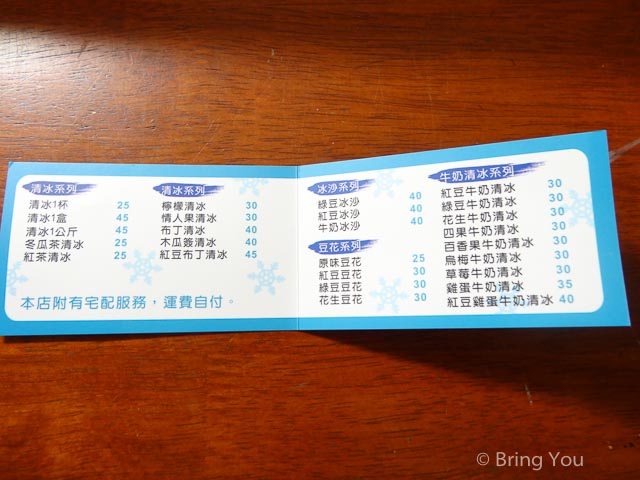 清冰系列
清冰1杯 25
清冰1盒 45
清冰1公斤 45
冬瓜茶清冰 25
紅茶清冰 25
清冰系列
檸檬清冰 30
情人果清冰 30
布丁清冰 40
木瓜簽清冰 40
紅豆布丁清冰 45
本店附有宅配服務，運費自付。
冰沙系列
綠豆冰沙 40
紅豆冰沙 40
牛奶冰沙 40
豆花系列
原味豆花 25
紅豆豆花 30
綠豆豆花 30
花生豆花 30
牛奶清冰系列
紅豆牛奶清冰 30
綠豆牛奶清冰 30
花生牛奶清冰 30
四果牛奶清冰 30
百香果牛奶清冰 30
烏梅牛奶清冰 30
草莓牛奶清冰 30
雞蛋牛奶清冰 35
紅豆雞蛋牛奶清冰 40
© Bring You